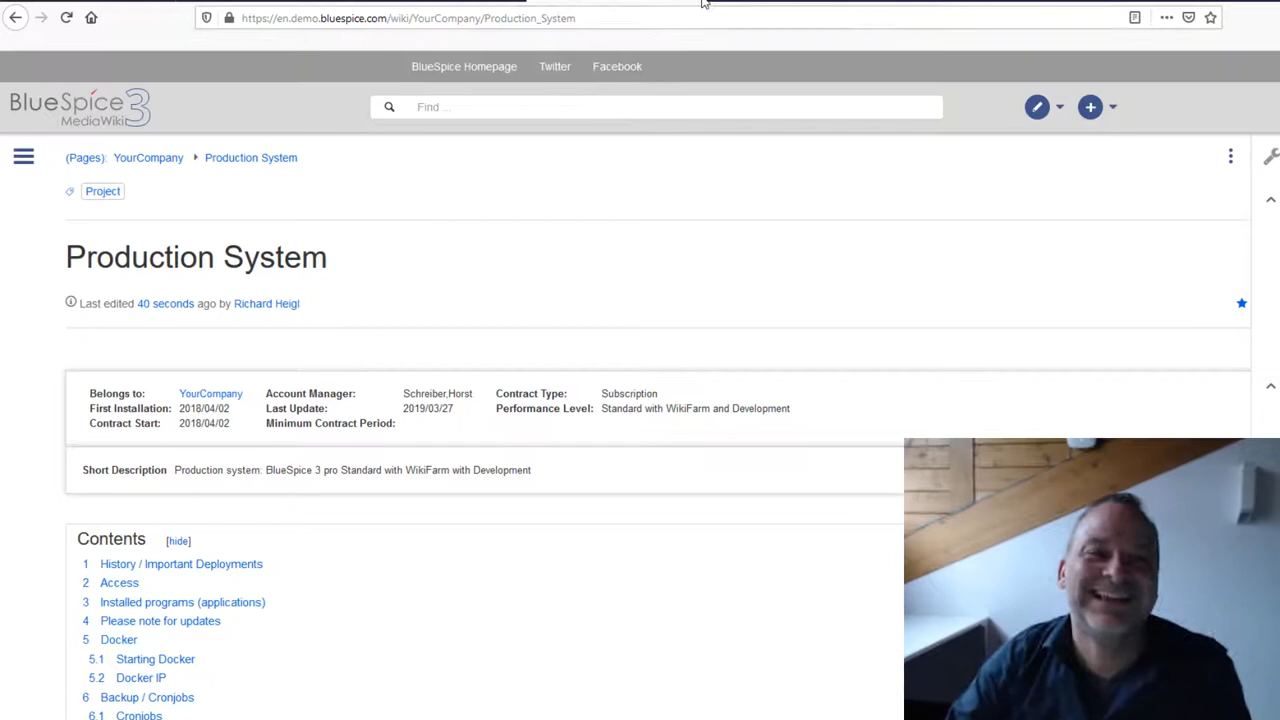 https://en.demo.bluespice.com/wiki/YourCompany/Production_System
BlueSpice Homepage Twitter Facebook
BlueSpice 3
MediaWiki
Find ...
(Pages): YourCompany Production System
Project
Production System
Last edited 40 seconds ago by Richard Heigl
Belongs to: YourCompany Account Manager: Schreiber,Horst Contract Type: Subscription
First Installation: 2018/04/02 Last Update: 2019/03/27 Performance Level: Standard with WikiFarm and Development
Contract Start: 2018/04/02 Minimum Contract Period:
Short Description Production system: BlueSpice 3 pro Standard with WikiFarm with Development
Contents [hide]
1 History / Important Deployments
2 Access
3 Installed programs (applications)
4 Please note for updates
5 Docker
5.1 Starting Docker
5.2 Docker IP
6 Backup / Cronjobs
6.1 Cronjobs